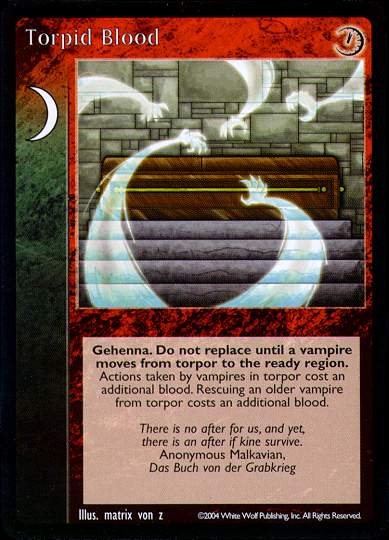 Torpid Blood
Gehenna. Do not replace until a vampire
moves from torpor to the ready region.
Actions taken by vampires in torpor cost an
additional blood. Rescuing an older vampire
from torpor costs an additional blood.
There is no after for us, and yet,
there is an after if kine survive.
Anonymous Malkavian,
Das Buch von der Grabkrieg
Illus. matrix von z
©2004 White Wolf Publishing, Inc. All Rights Reserved.